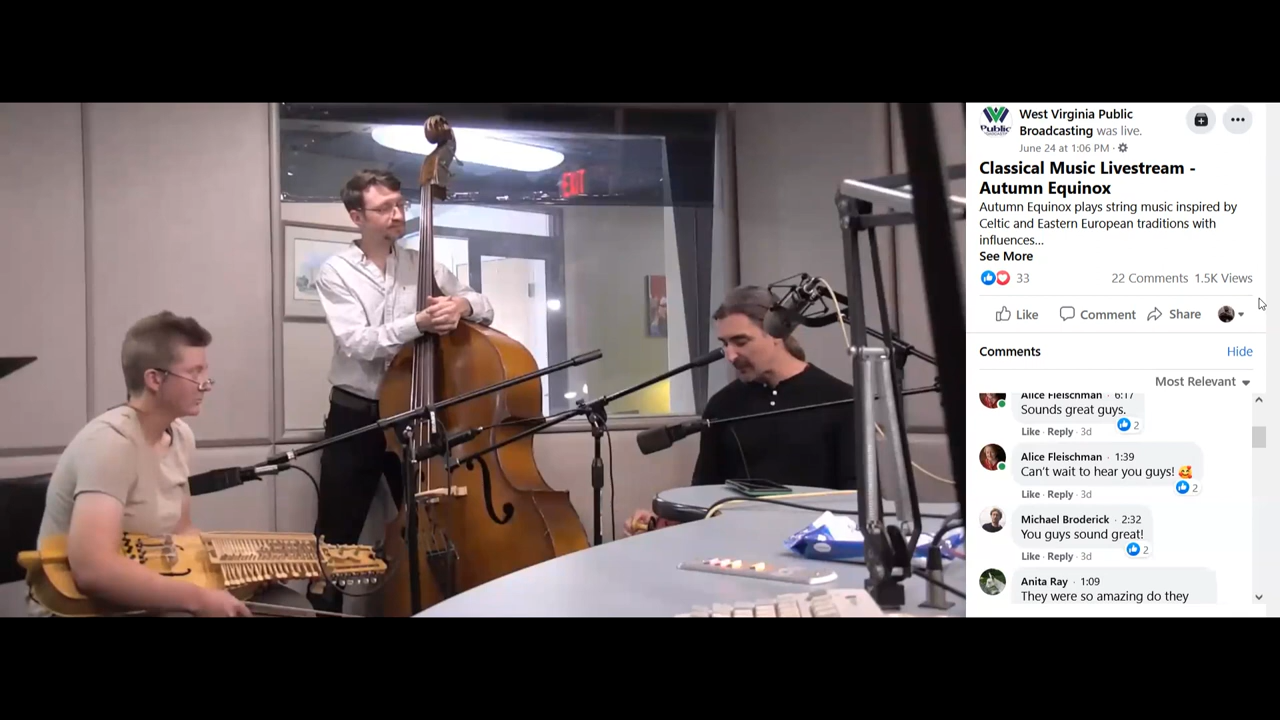 EXIT
Public
West Virginia Public
Broadcasting was live.
June 24 at 1:06 PM ·
Classical Music Livestream -
Autumn Equinox
Autumn Equinox plays string music inspired by
Celtic and Eastern European traditions with
influences...
See More
33
22 Comments 1.5K Views
Like Comment Share
Comments Hide
Most Relevant
Alice Fleischman · 6:17
Sounds great guys.
2
Like · Reply · 3d
Alice Fleischman · 1:39
Can't wait to hear you guys! 🥰
2
Like · Reply · 3d
Michael Broderick · 2:32
You guys sound great!
2
Like · Reply · 3d
Anita Ray · 1:09
They were so amazing do they